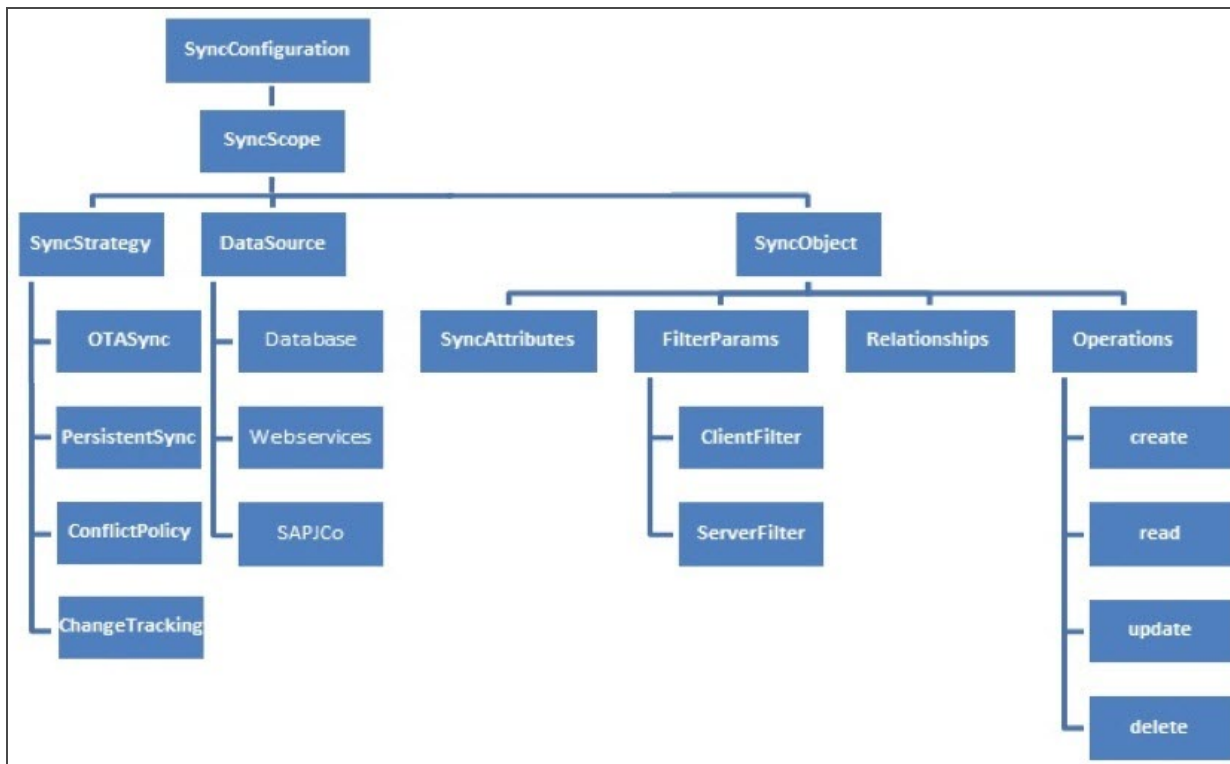 SyncConfiguration
SyncScope
SyncStrategy
DataSource
SyncObject
OTASync
Database
SyncAttributes
FilterParams
Relationships
Operations
PersistentSync
Webservices
ClientFilter
create
ConflictPolicy
SAPJCo
ServerFilter
read
ChangeTracking
update
delete